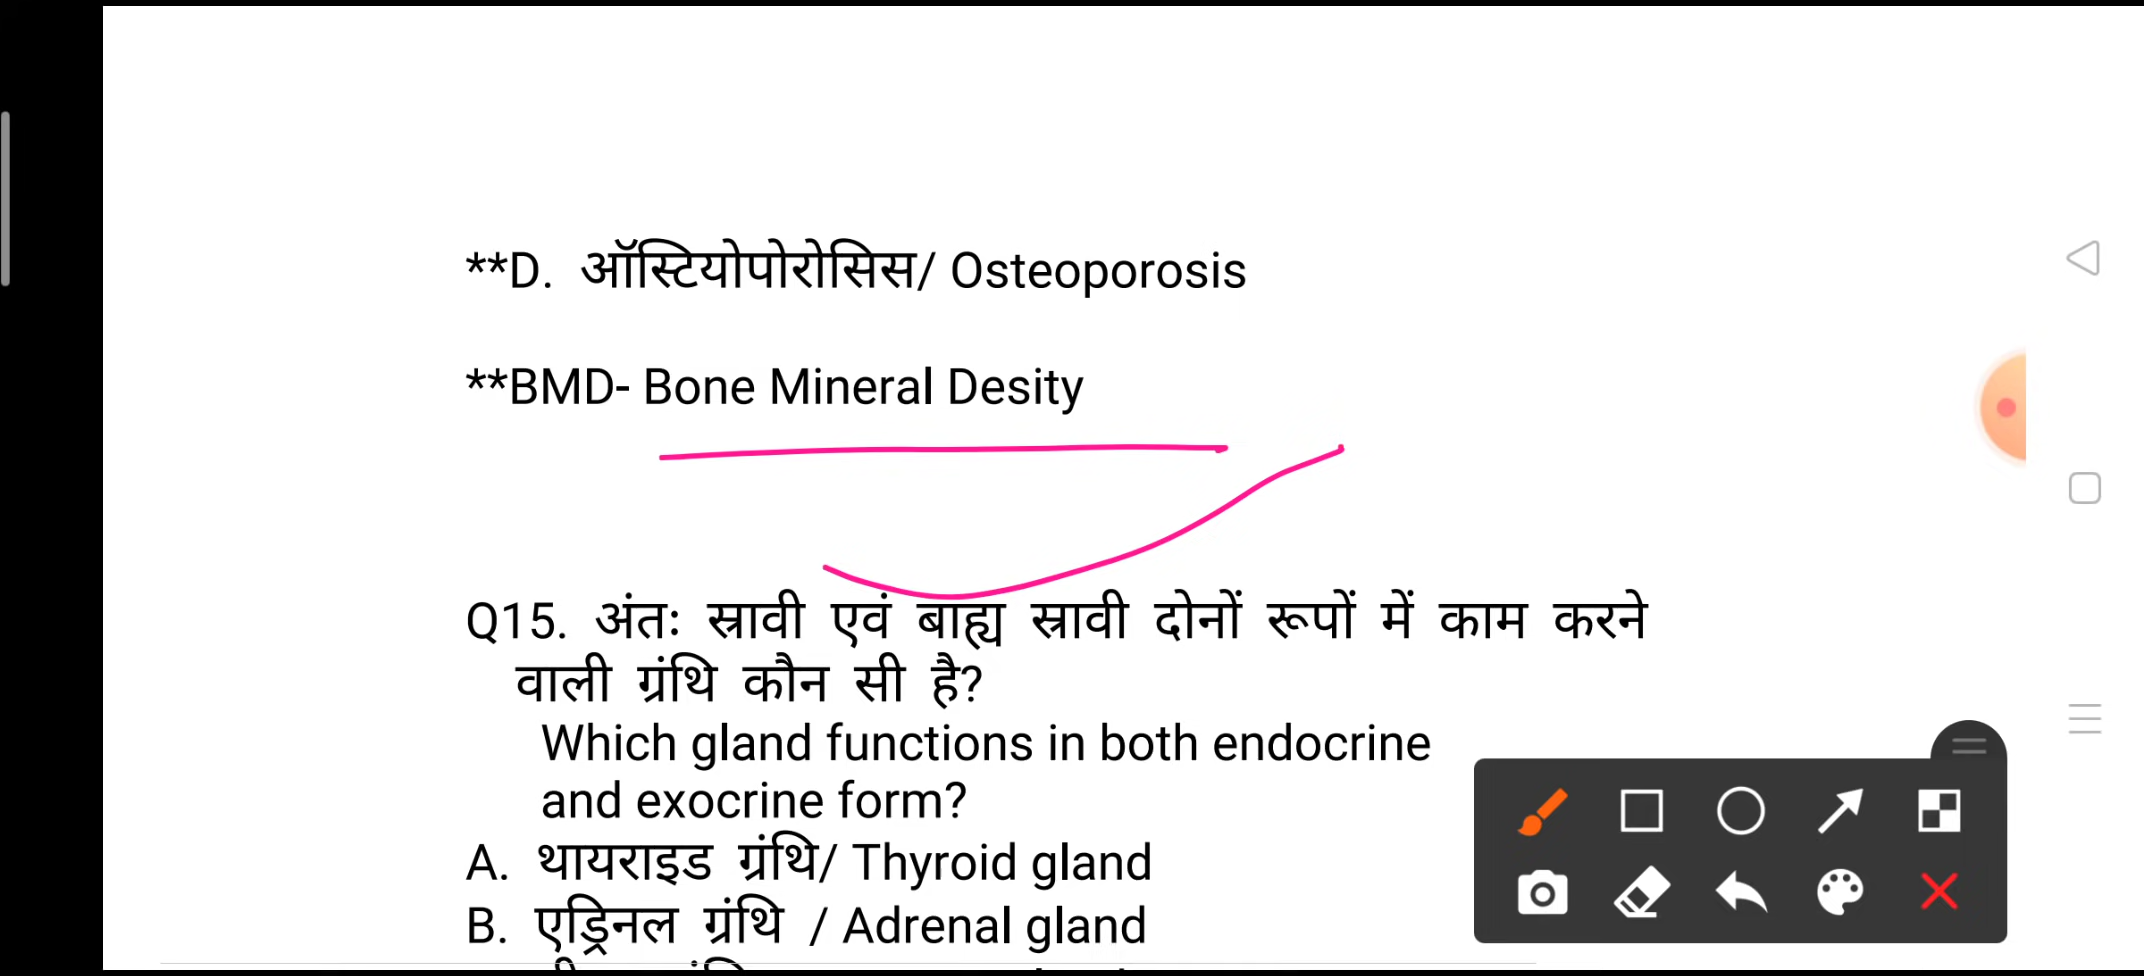 **D. ऑस्टियोपोरोसिस/ Osteoporosis
**BMD- Bone Mineral Desity
Q15. अंतः स्रावी एवं बाह्य स्रावी दोनों रूपों में काम करने
वाली ग्रंथि कौन सी है?
Which gland functions in both endocrine
and exocrine form?
A. थायराइड ग्रंथि/ Thyroid gland
B. एड्रिनल ग्रंथि / Adrenal gland